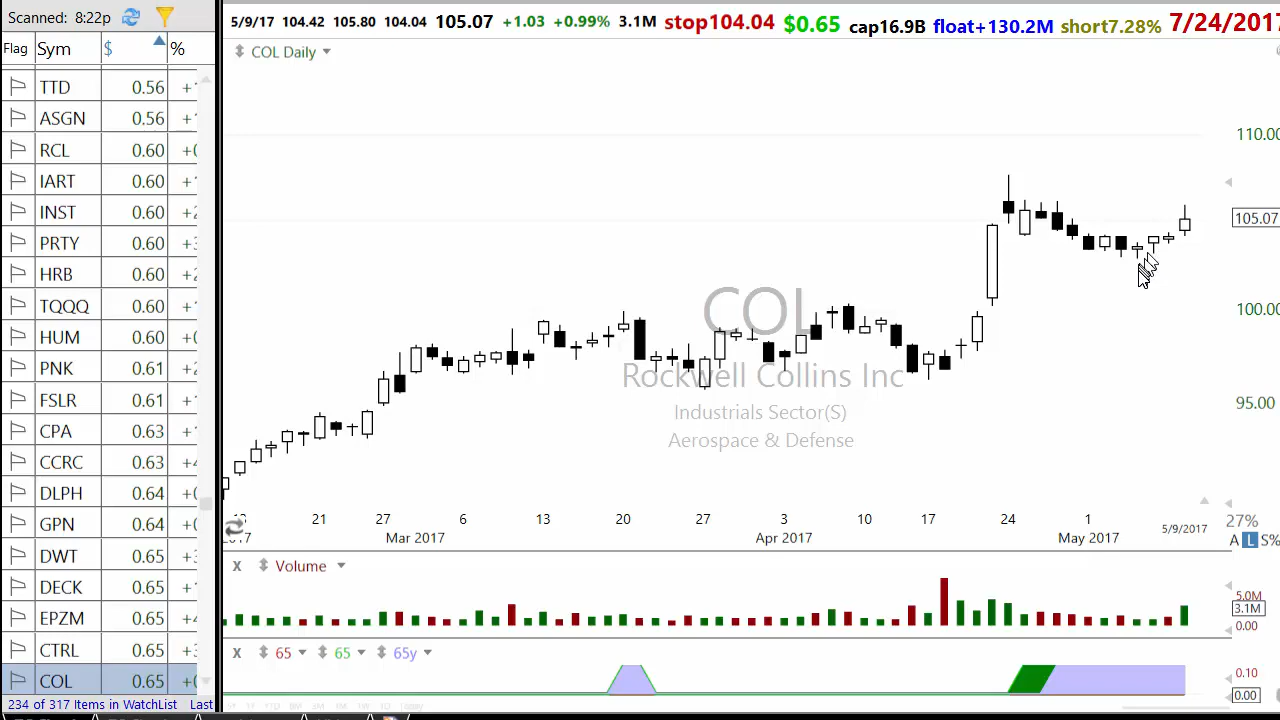 Scanned: 8:22p
Flag Sym $ %
TTD 0.56
ASGN 0.56
RCL 0.60
IART 0.60
INST 0.60
PRTY 0.60
HRB 0.60
TQQQ 0.60
HUM 0.60
PNK 0.61
FSLR 0.61
CPA 0.63
CCRC 0.63
DLPH 0.64
GPN 0.64
DWT 0.65
DECK 0.65
EPZM 0.65
CTRL 0.65
COL 0.65
234 of 317 Items in WatchList Last
5/9/17 104.42 105.80 104.04 105.07 +1.03 +0.99% 3.1M stop104.04 $0.65 cap16.9B float+130.2M short7.28% 7/24/2017
COL Daily
110.00
105.07
100.00
95.00
COL
Rockwell Collins Inc
Industrials Sector(S)
Aerospace & Defense
21 27 6 13 20 27 3 10 17 24 1 5/9/2017
Mar 2017 Apr 2017 May 2017
27%
A L S%
X Volume
5.0M
3.1M
0.00
X 65 65 65y
0.10
0.00